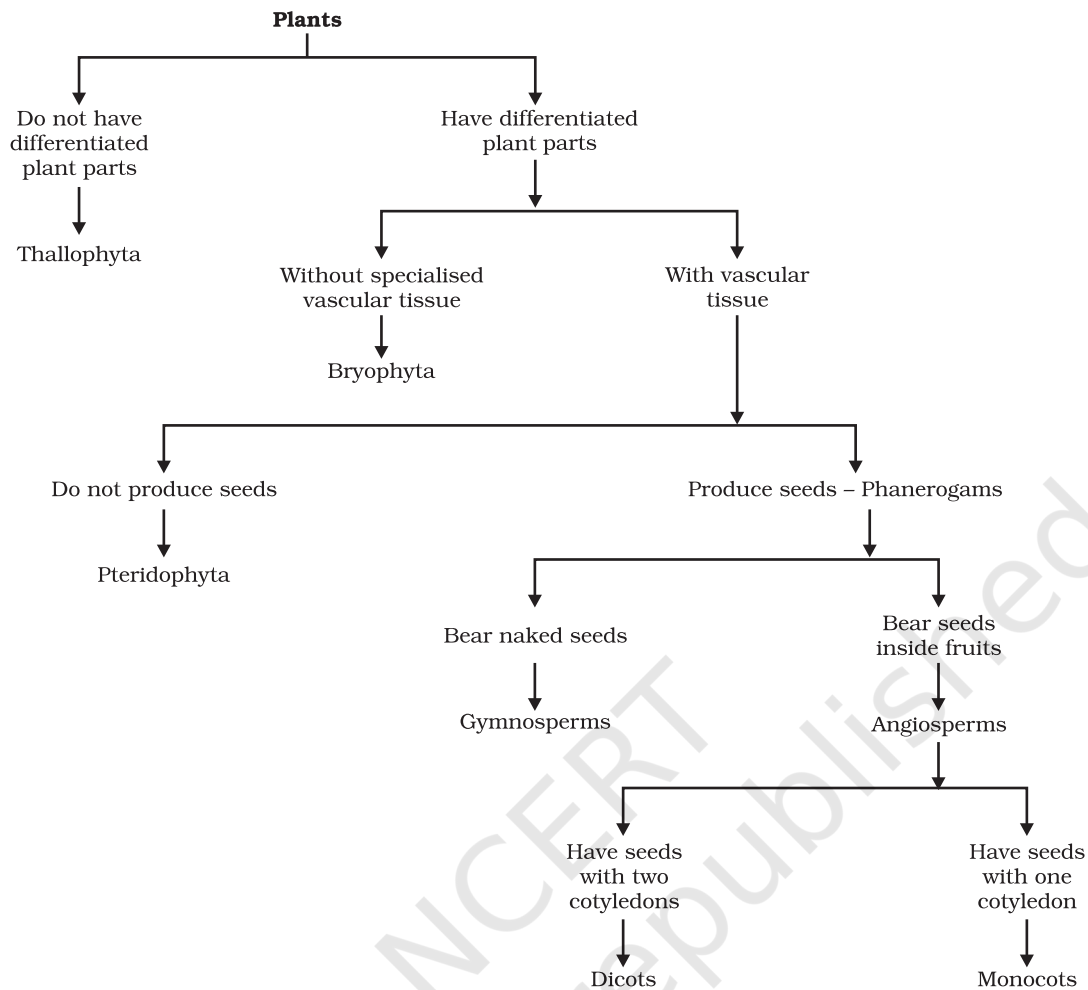 Plants
Do not have
differentiated
plant parts
Have differentiated
plant parts
Thallophyta
Without specialised
vascular tissue
With vascular
tissue
Bryophyta
Do not produce seeds
Produce seeds – Phanerogams
Pteridophyta
Bear naked seeds
Bear seeds
inside fruits
Gymnosperms
Angiosperms
Have seeds
with two
cotyledons
Have seeds
with one
cotyledon
Dicots
Monocots
NCERT
republished